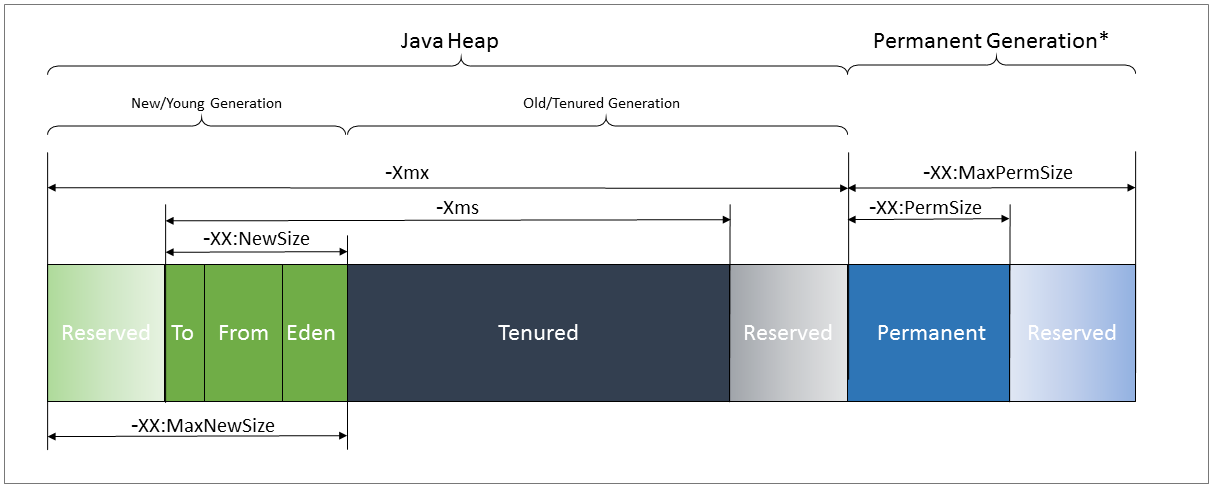 Java Heap
Permanent Generation*
New/Young Generation
Old/Tenured Generation
-Xmx
-XX:MaxPermSize
-Xms
-XX:PermSize
-XX:NewSize
Reserved
To
From
Eden
Tenured
Reserved
Permanent
Reserved
-XX:MaxNewSize